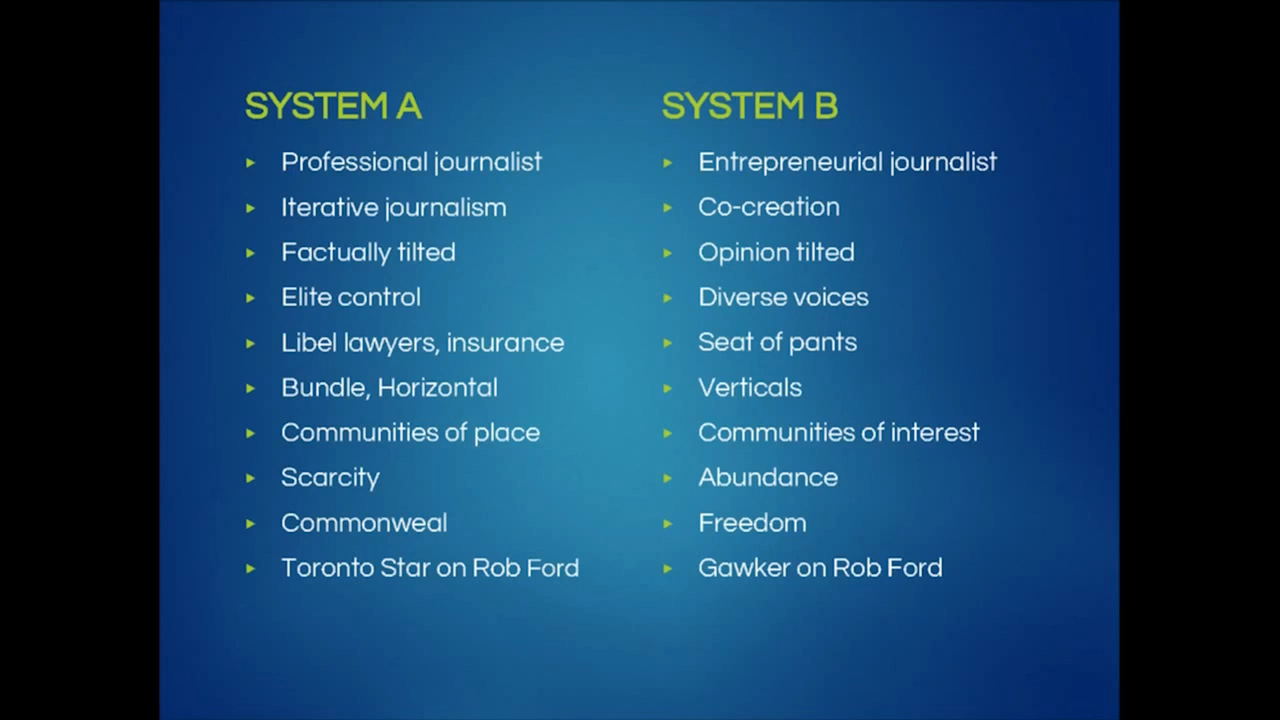 SYSTEM A
Professional journalist
Iterative journalism
Factually tilted
Elite control
Libel lawyers, insurance
Bundle, Horizontal
Communities of place
Scarcity
Commonweal
Toronto Star on Rob Ford
SYSTEM B
Entrepreneurial journalist
Co-creation
Opinion tilted
Diverse voices
Seat of pants
Verticals
Communities of interest
Abundance
Freedom
Gawker on Rob Ford